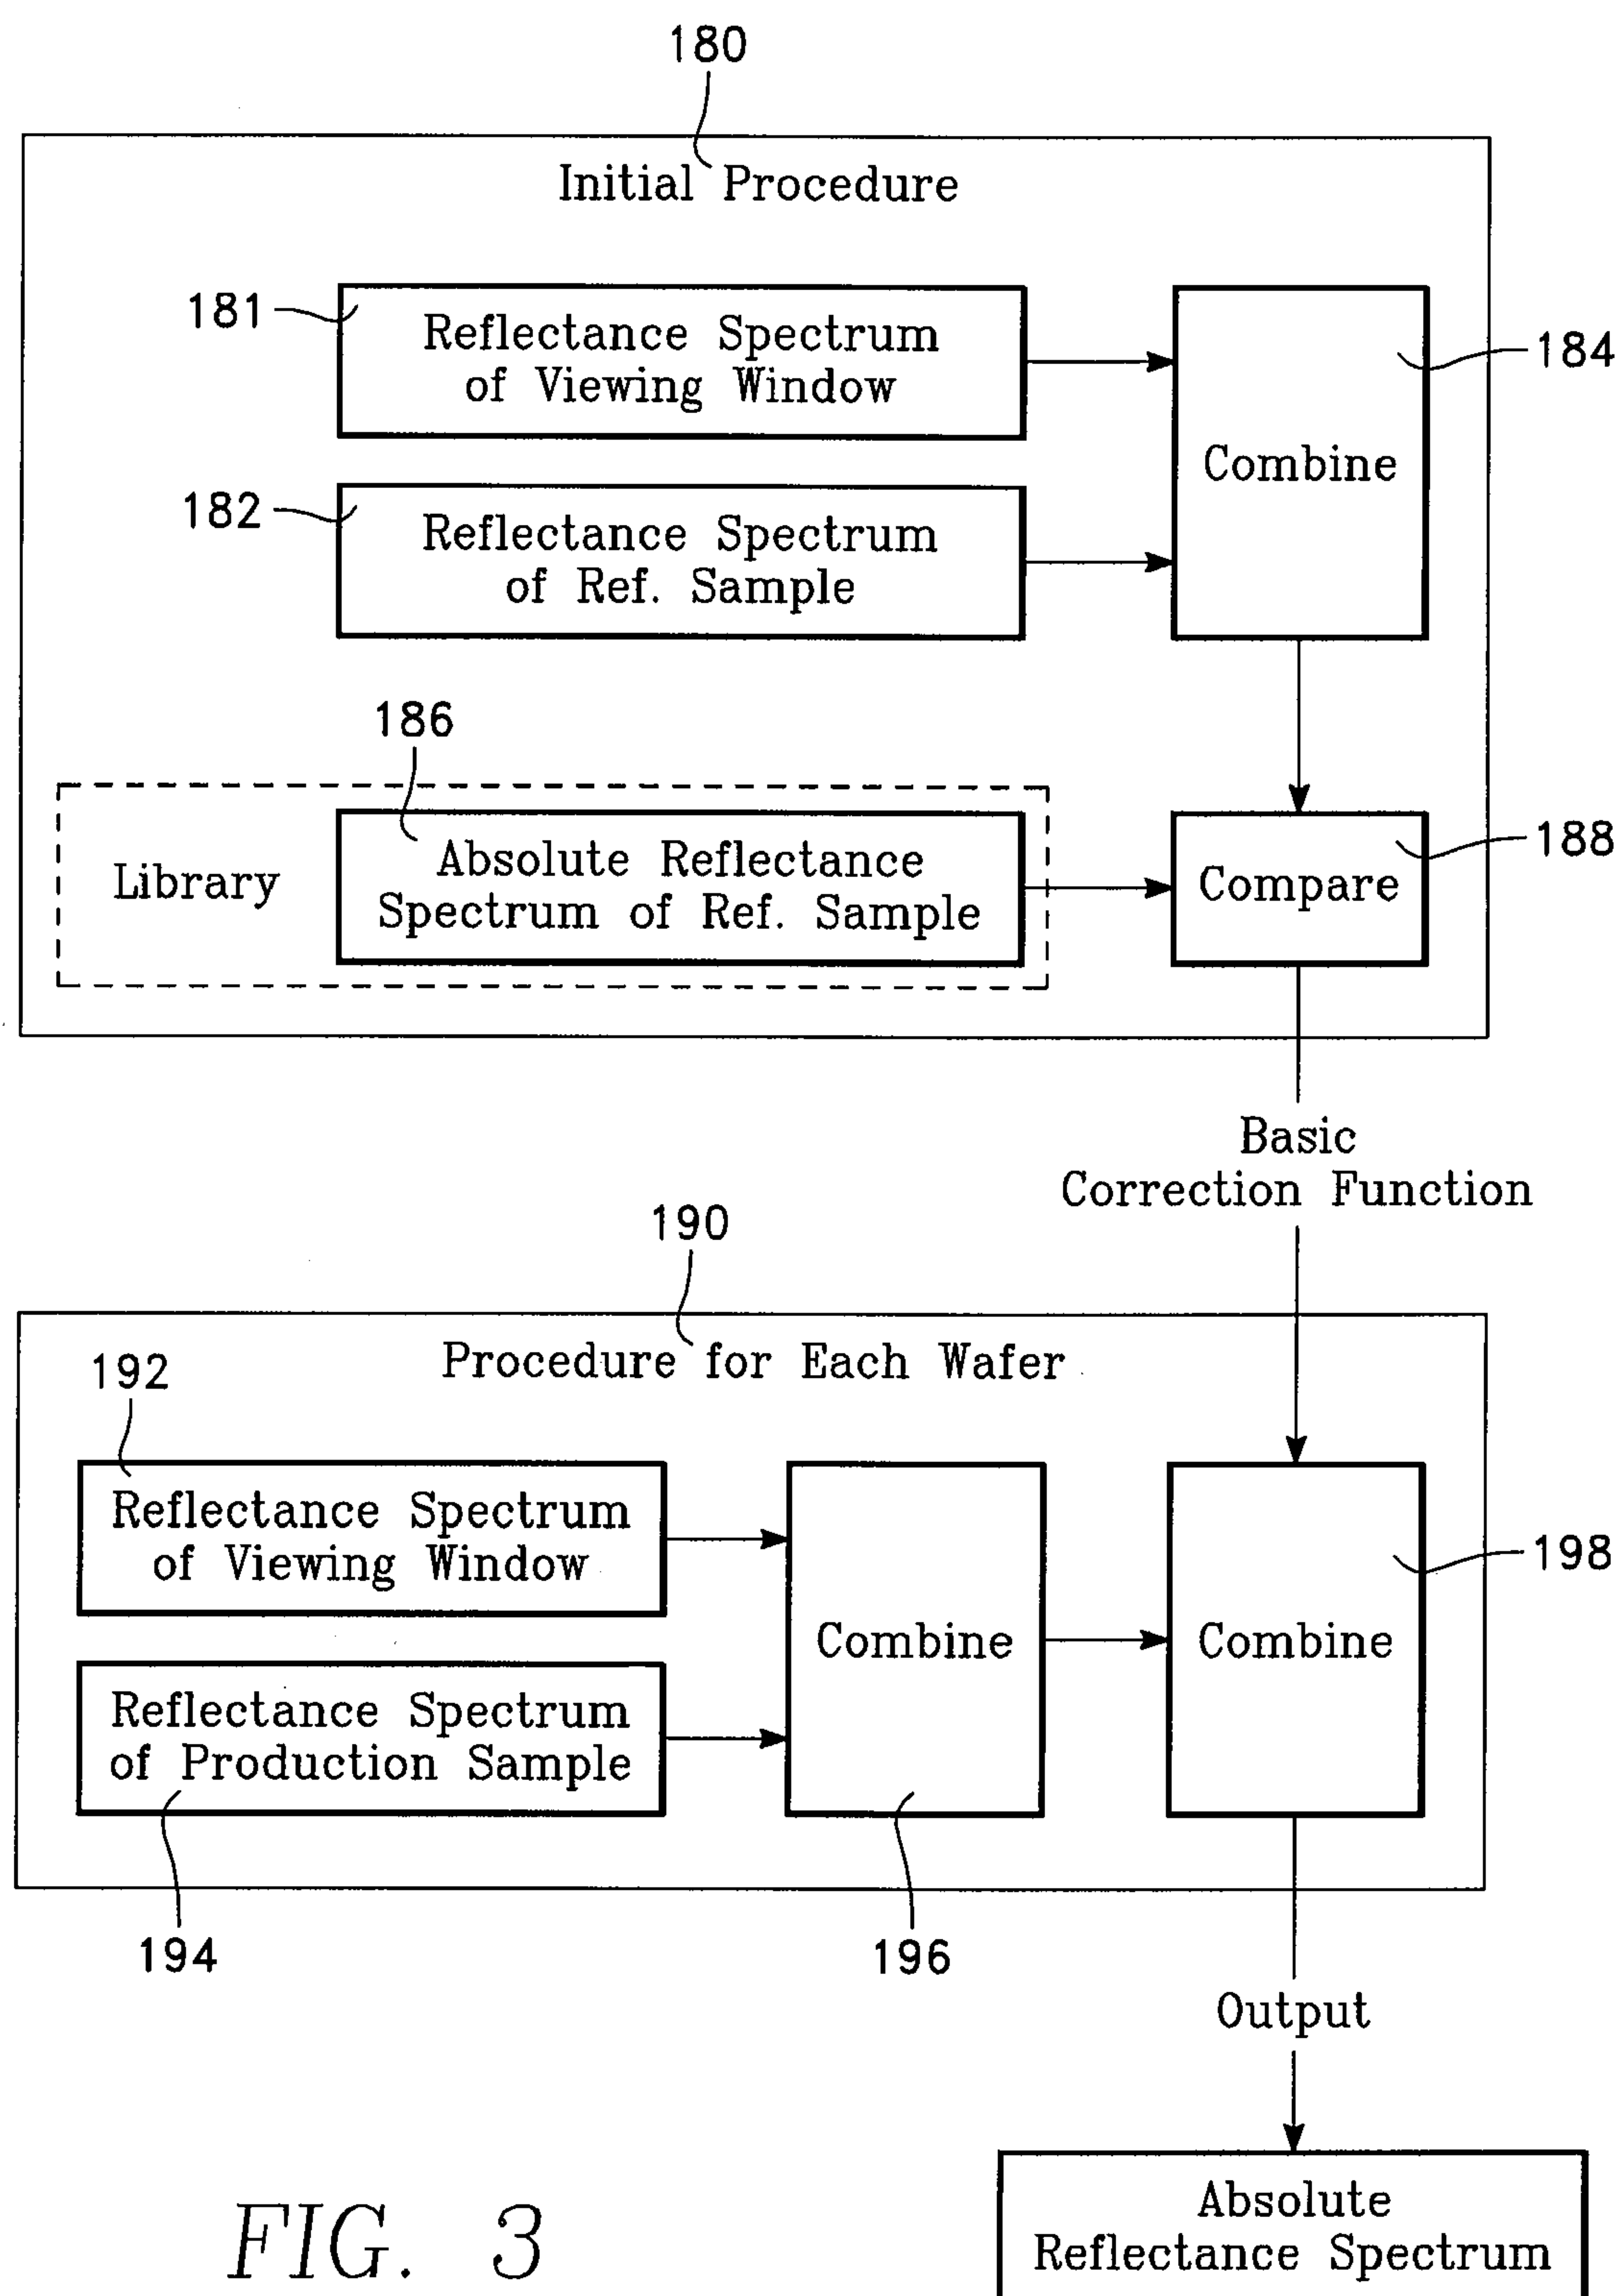 180
Initial Procedure
181
Reflectance Spectrum
of Viewing Window
184
Combine
182
Reflectance Spectrum
of Ref. Sample
186
Library
Absolute Reflectance
Spectrum of Ref. Sample
188
Compare
Basic
Correction Function
190
Procedure for Each Wafer
192
Reflectance Spectrum
of Viewing Window
Combine
Combine
198
Reflectance Spectrum
of Production Sample
194
196
Output
Absolute
Reflectance Spectrum
FIG. 3